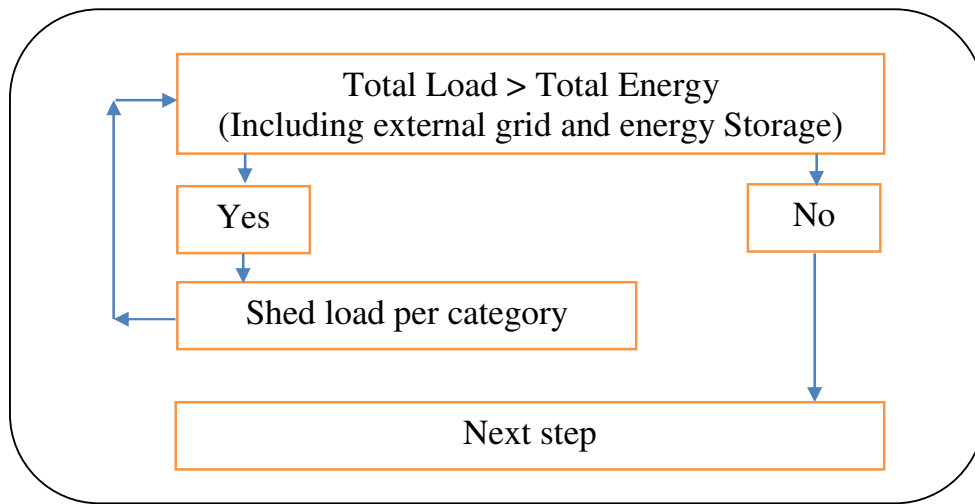 Total Load > Total Energy
(Including external grid and energy Storage)
Yes
No
Shed load per category
Next step